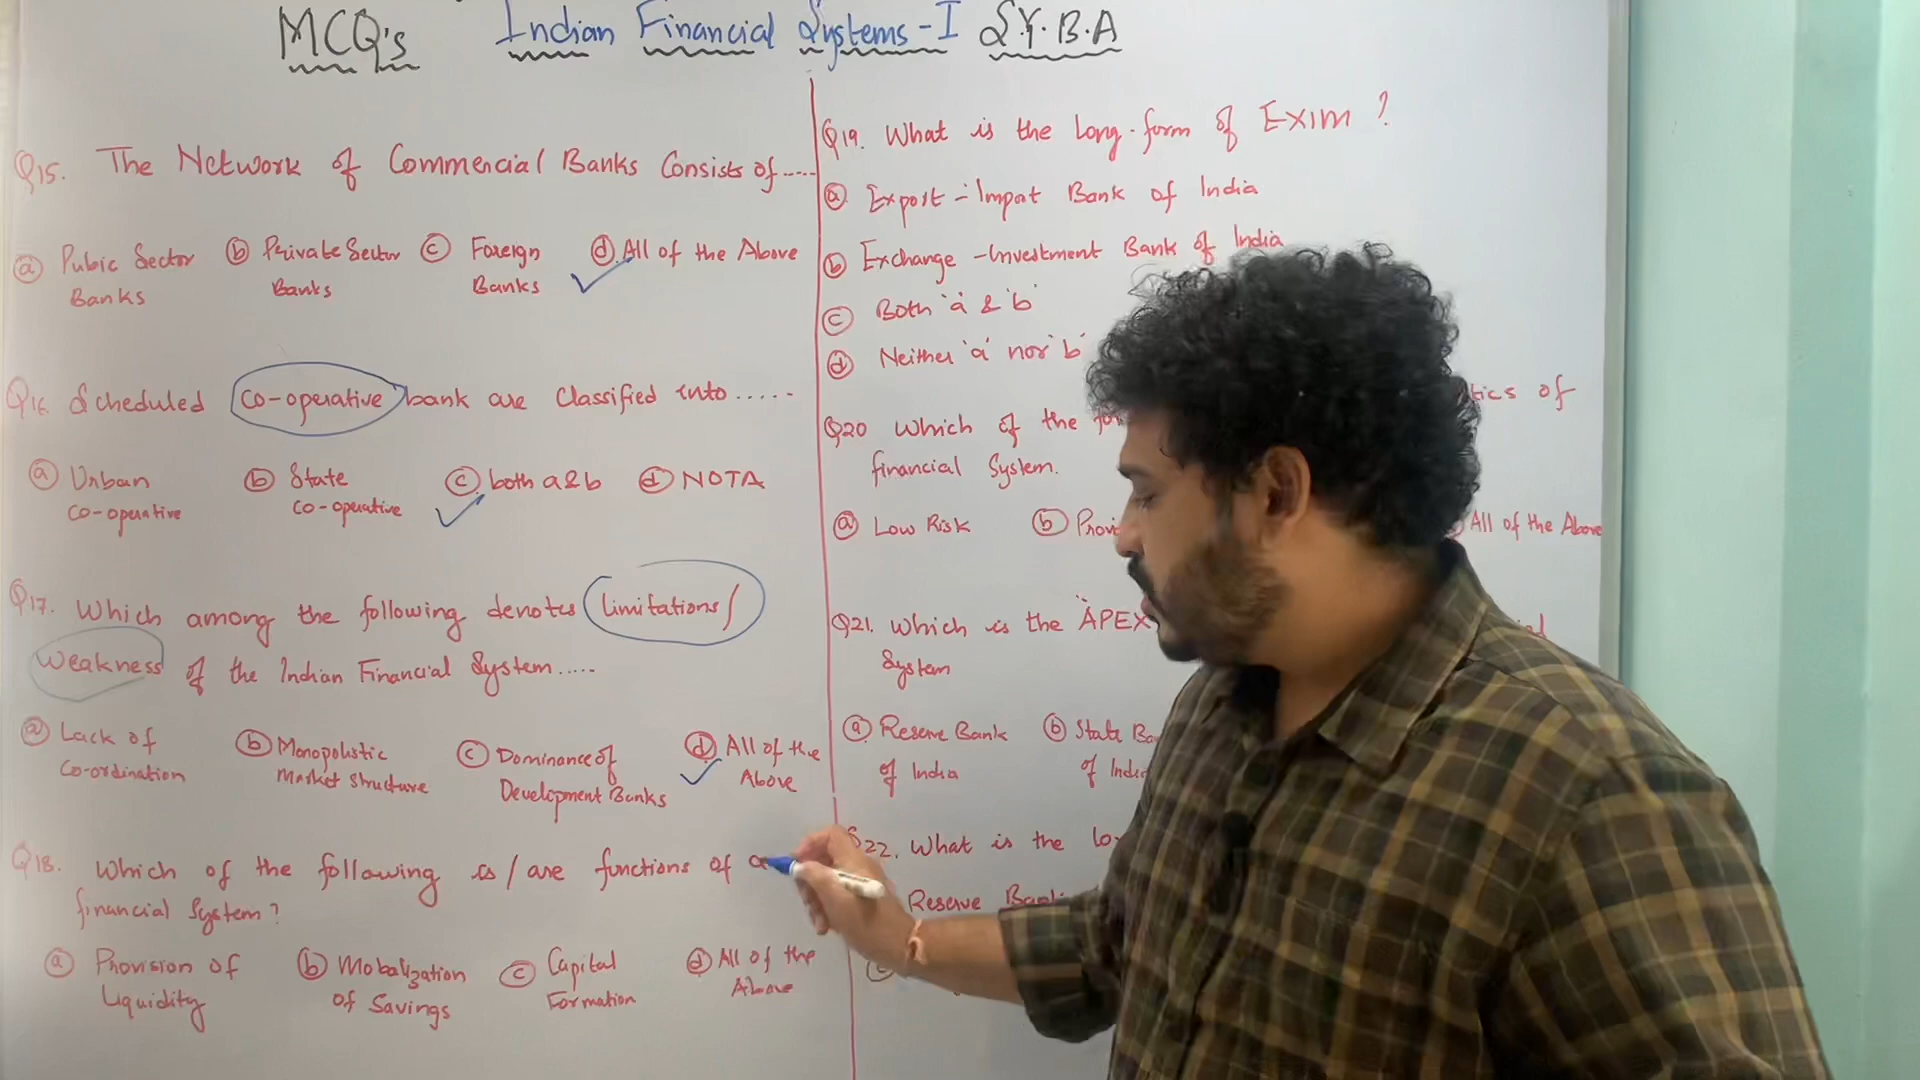 MCQ's Indian Financial Systems - I S.Y.B.A
Q15. The Network of Commercial Banks Consists of.....
a Pubic Sector Banks b Private Sector Banks c Foreign Banks d All of the Above
Q16. Scheduled Co-operative bank are Classified into.....
a Urban Co-operative b State Co-operative c both a&b d NOTA
Q17. Which among the following denotes limitations/
Weakness of the Indian Financial System.....
a Lack of Co-ordination b Monopolistic Market Structure c Dominance of Development Banks d All of the Above
Q18. Which of the following is/are functions of
financial System?
a Provision of Liquidity b Mobalization of Savings c Capital Formation d All of the Above
Q19. What is the Long-form of EXIM?
a Export - Import Bank of India
b Exchange - Investment Bank of India
c Both 'a' & 'b'
d Neither 'a' nor 'b'
Q20 Which of the of
financial System.
a Low Risk b All of the Above
Q21. Which is the "APEX
System
a Reserve Bank of India b State of
Q22. What is the
Reserve